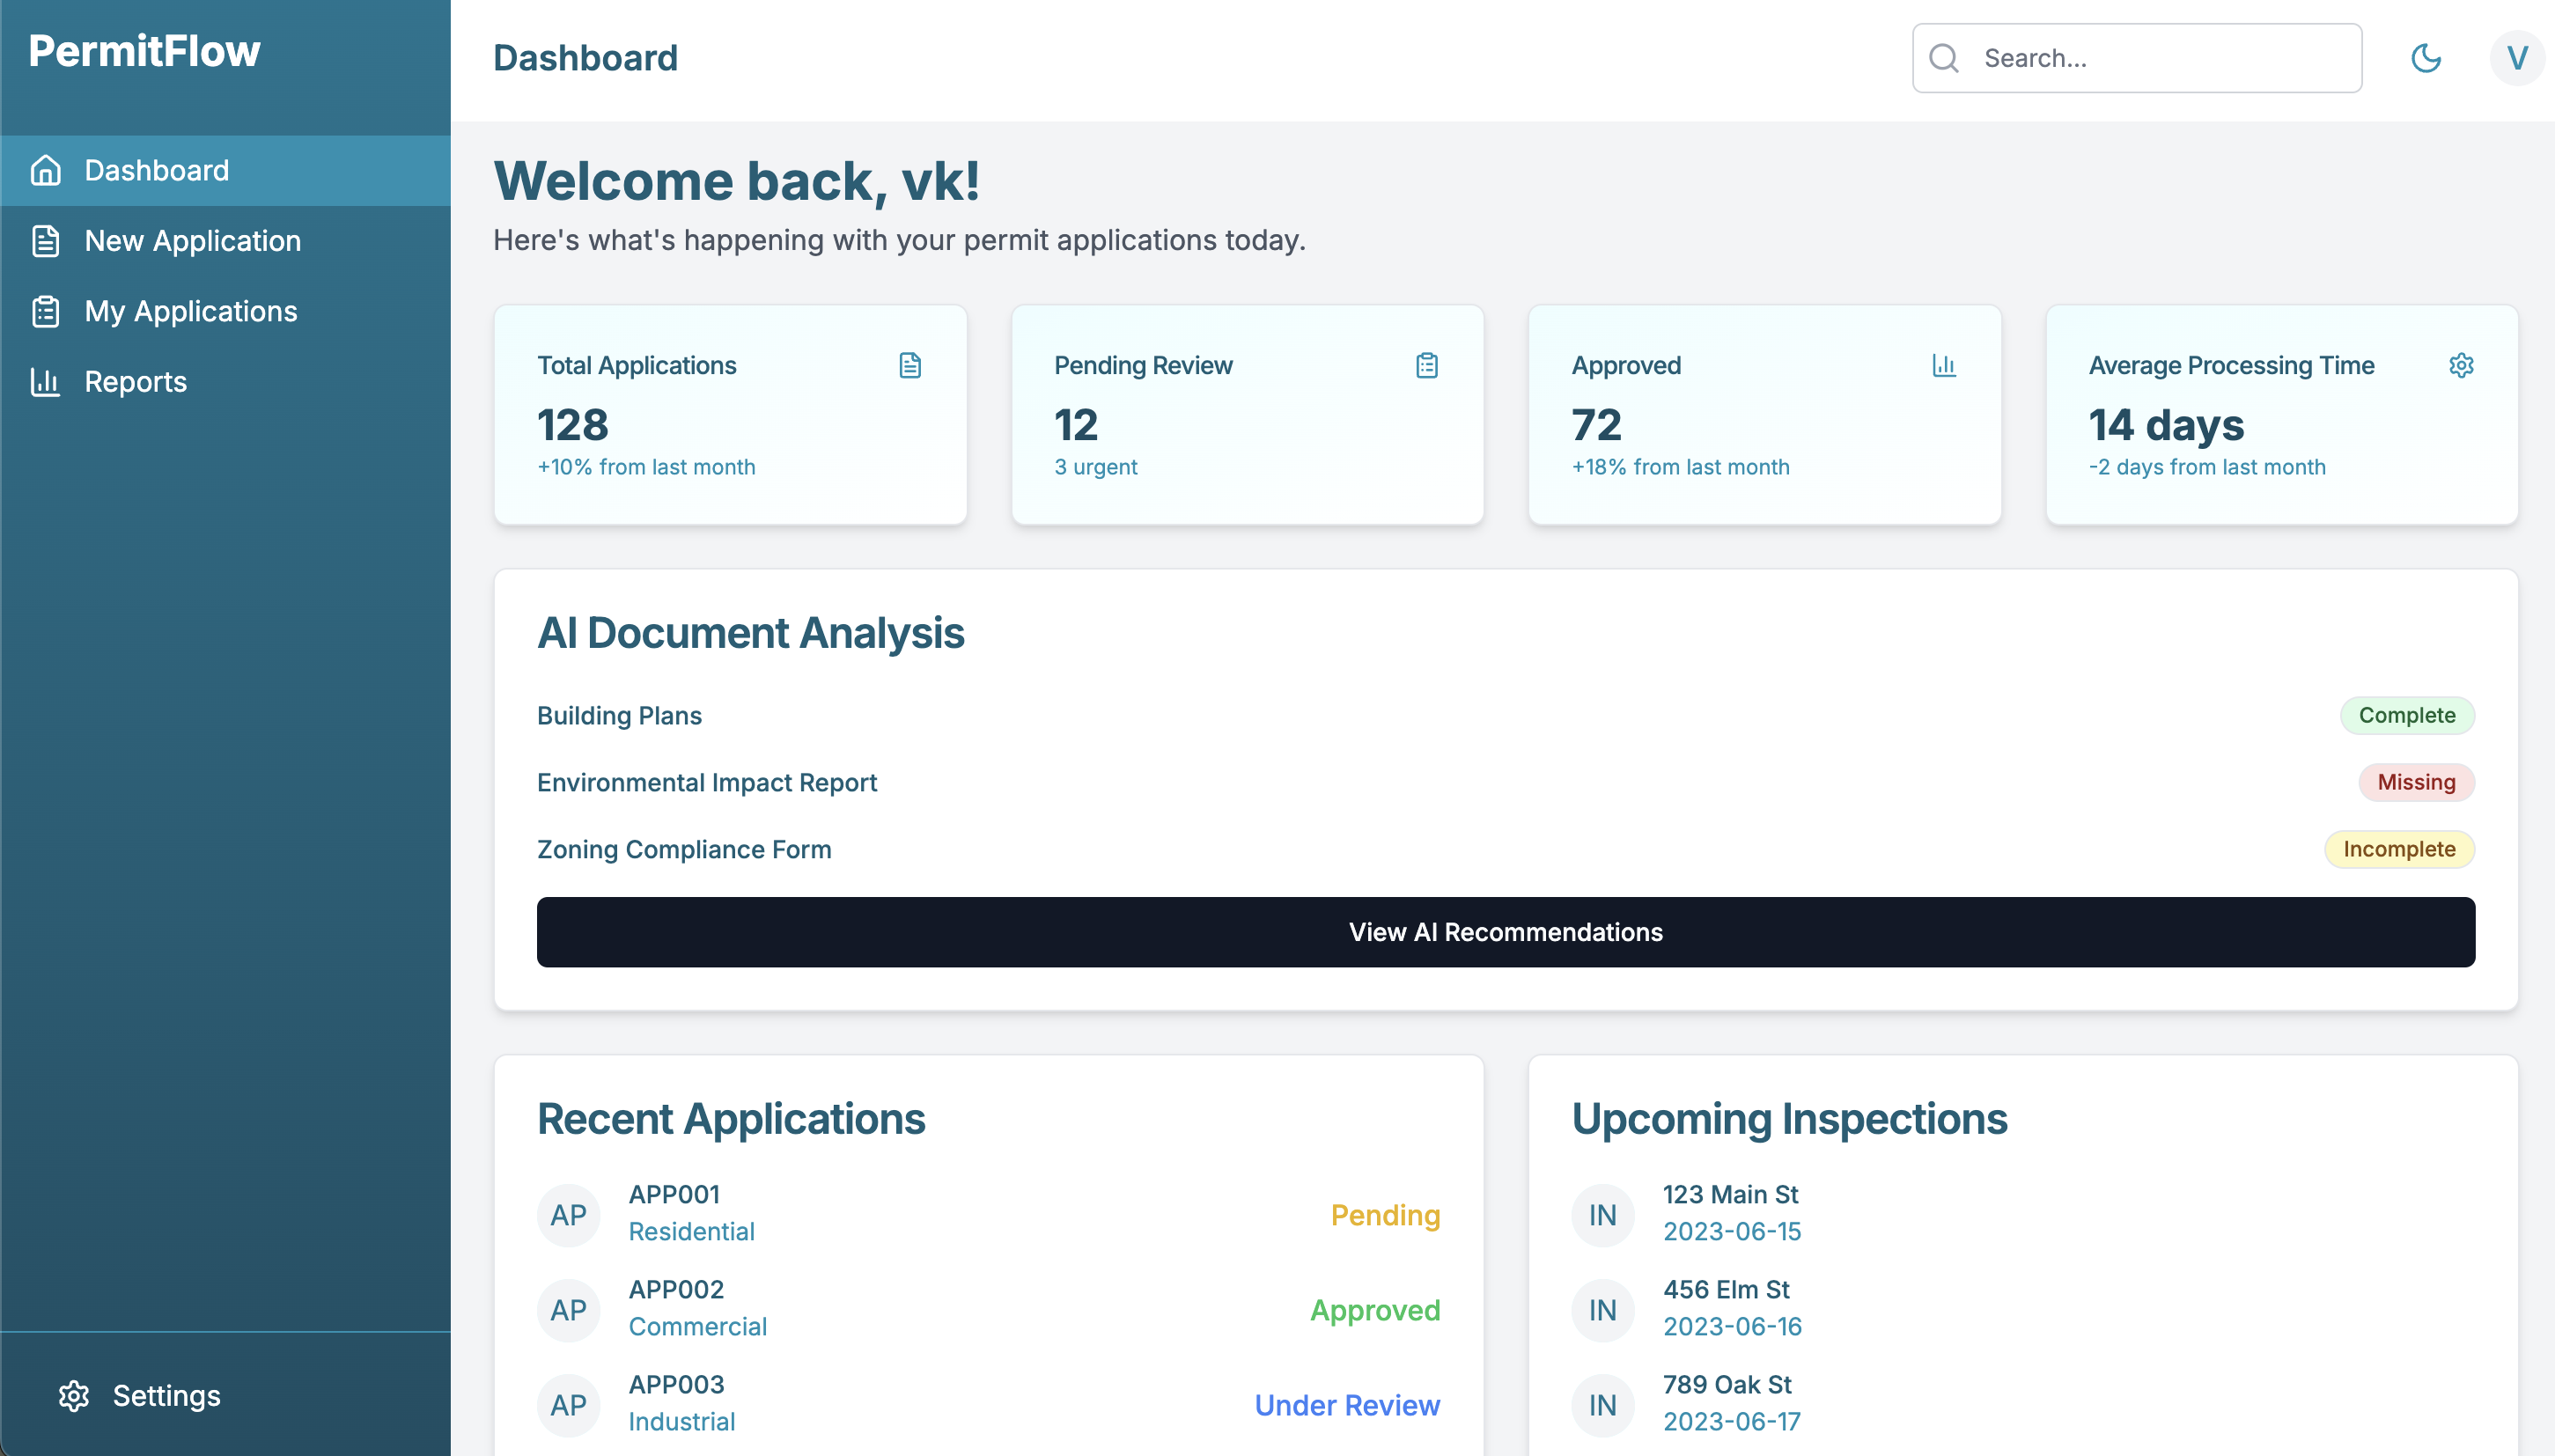 PermitFlow
Dashboard
New Application
My Applications
Reports
Settings
Dashboard
Search...
V
Welcome back, vk!
Here's what's happening with your permit applications today.
Total Applications
128
+10% from last month
Pending Review
12
3 urgent
Approved
72
+18% from last month
Average Processing Time
14 days
-2 days from last month
AI Document Analysis
Building Plans
Complete
Environmental Impact Report
Missing
Zoning Compliance Form
Incomplete
View AI Recommendations
Recent Applications
AP
APP001
Residential
Pending
AP
APP002
Commercial
Approved
AP
APP003
Industrial
Under Review
Upcoming Inspections
IN
123 Main St
2023-06-15
IN
456 Elm St
2023-06-16
IN
789 Oak St
2023-06-17